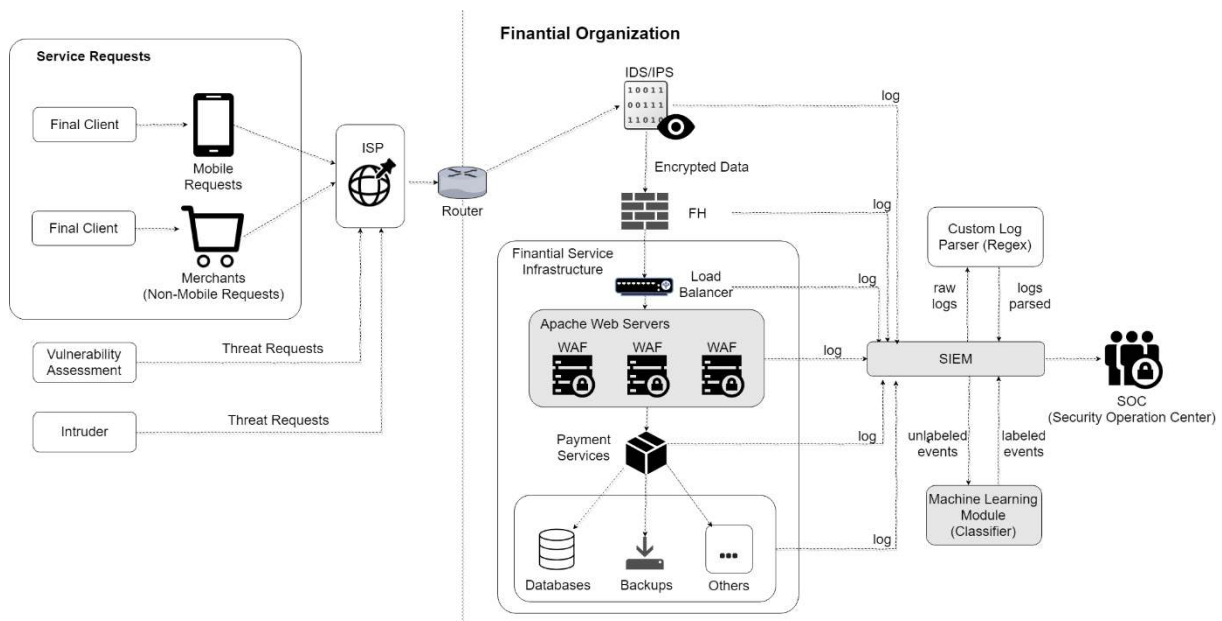 Finantial Organization
Service Requests
Final Client
Mobile
Requests
Final Client
Merchants
(Non-Mobile Requests)
Vulnerability
Assessment
Threat Requests
Intruder
Threat Requests
ISP
Router
IDS/IPS
10011
00111
11010
log
Encrypted Data
FH
log
Finantial Service
Infrastructure
Load
Balancer
log
Apache Web Servers
WAF
WAF
WAF
log
Payment
Services
log
Databases
Backups
Others
...
log
Custom Log
Parser (Regex)
raw
logs
logs
parsed
SIEM
SOC
(Security Operation Center)
unlabeled
events
labeled
events
Machine Learning
Module
(Classifier)